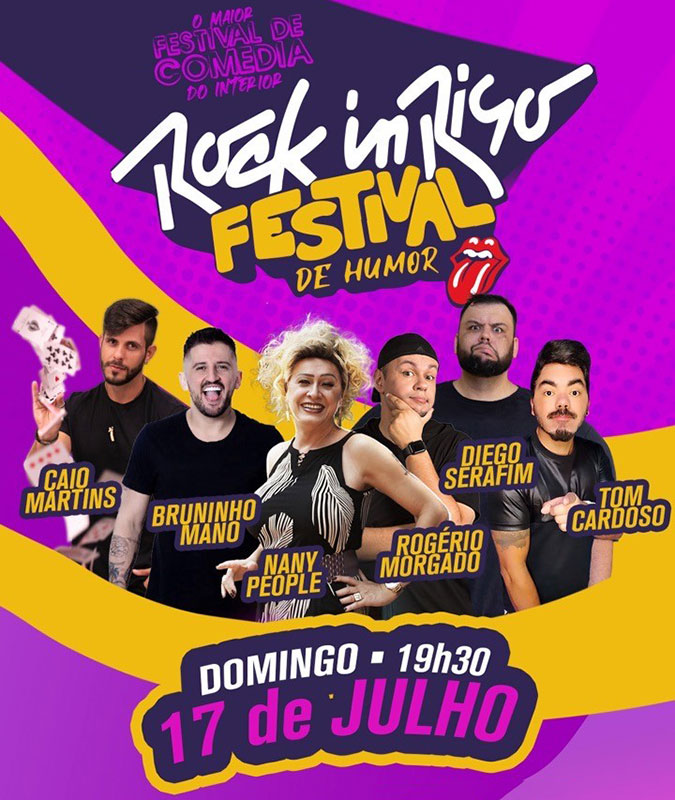 O MAIOR
FESTIVAL DE
COMEDIA
DO INTERIOR
Rock in Riso
FESTIVAL
DE HUMOR
CAIO
MARTINS
BRUNINHO
MANO
NANY
PEOPLE
ROGÉRIO
MORGADO
DIEGO
SERAFIM
TOM
CARDOSO
DOMINGO ▪ 19h30
17 de JULHO